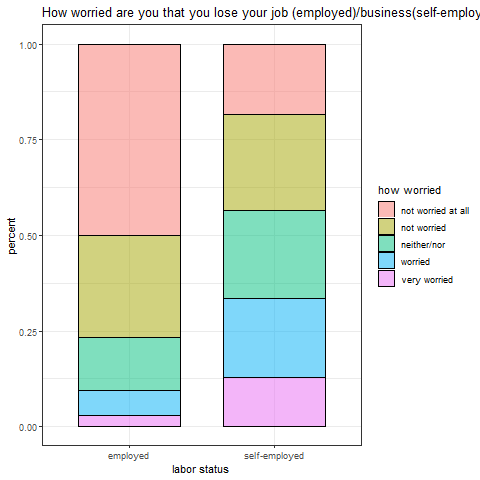 How worried are you that you lose your job (employed)/business(self-employ
1.00
0.75
0.50
0.25
0.00
percent
employed
self-employed
labor status
how worried
not worried at all
not worried
neither/nor
worried
very worried